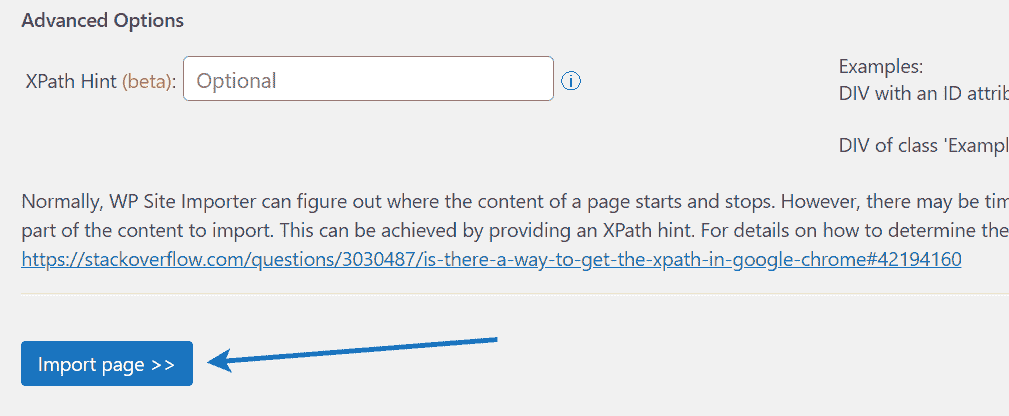 Advanced Options
XPath Hint (beta): Optional
Examples:
DIV with an ID
DIV of class
Normally, WP Site Importer can figure out where the content of a page starts and stops. However, there may be
part of the content to import. This can be achieved by providing an XPath hint. For details on how to determine the
https://stackoverflow.com/questions/3030487/is-there-a-way-to-get-the-xpath-in-google-chrome#42194160
Import page >>